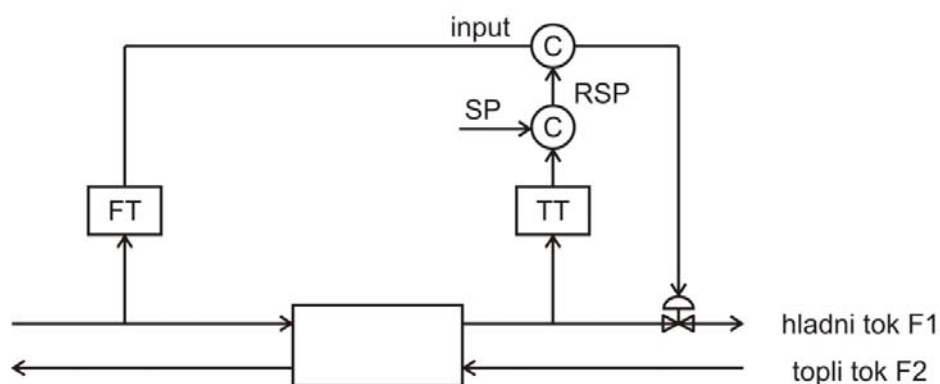 input
C
RSP
SP
C
FT
TT
hladni tok F1
topli tok F2